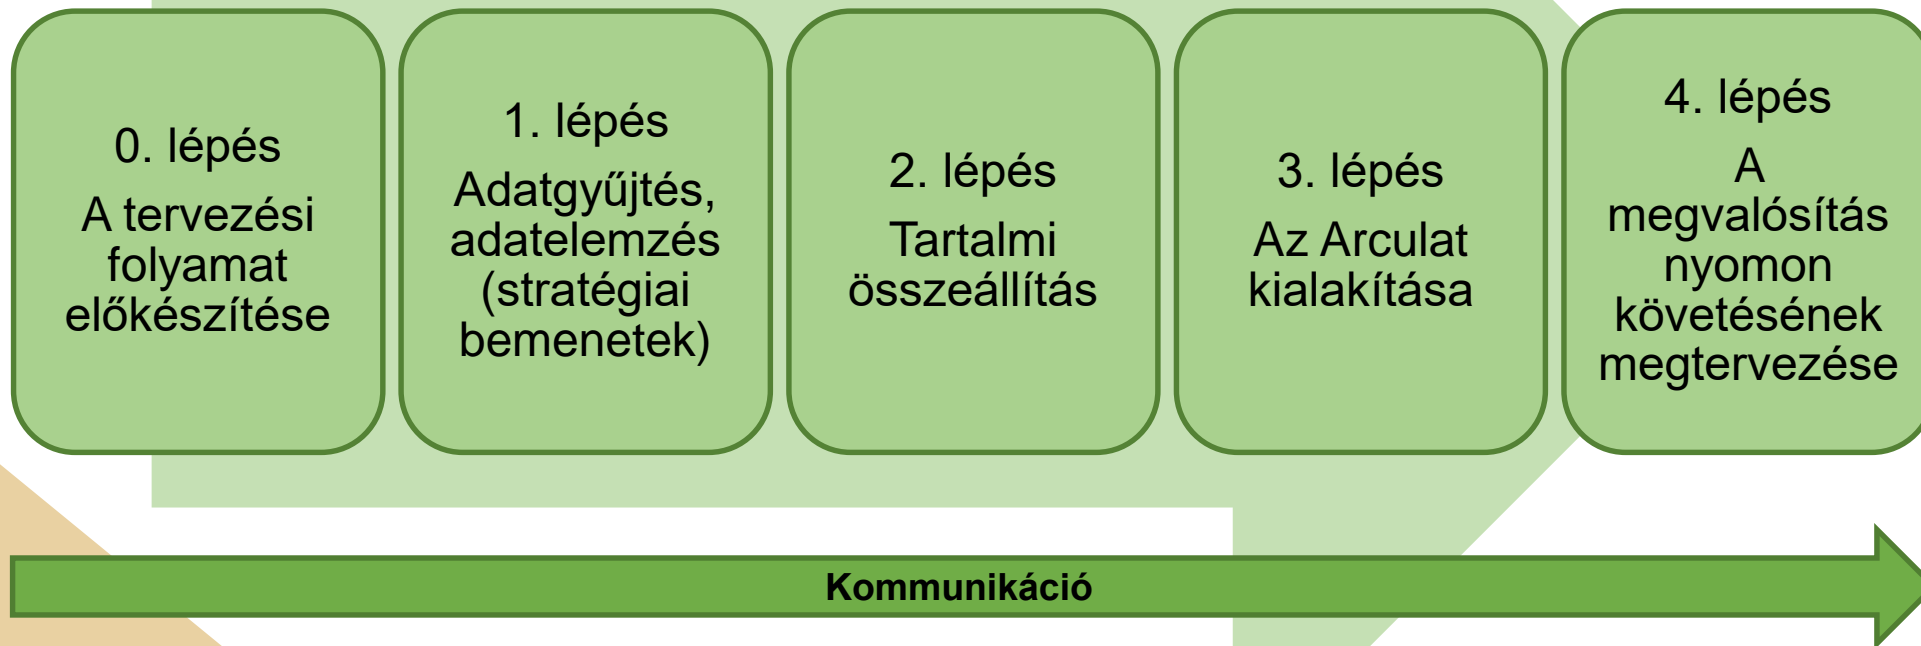 0. lépés
A tervezési
folyamat
előkészítése
1. lépés
Adatgyűjtés,
adatelemzés
(stratégiai
bemenetek)
2. lépés
Tartalmi
összeállítás
3. lépés
Az Arculat
kialakítása
4. lépés
A
megvalósítás
nyomon
követésének
megtervezése
Kommunikáció